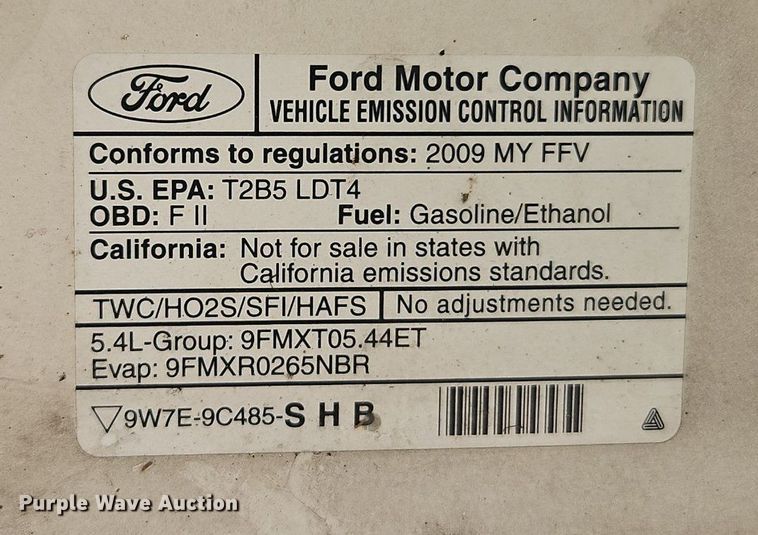 Ford
Ford Motor Company
VEHICLE EMISSION CONTROL INFORMATION
Conforms to regulations: 2009 MY FFV
U.S. EPA: T2B5 LDT4
OBD: F II Fuel: Gasoline/Ethanol
California: Not for sale in states with
California emissions standards.
TWC/HO2S/SFI/HAFS No adjustments needed.
5.4L-Group: 9FMXT05.44ET
Evap: 9FMXR0265NBR
▽9W7E-9C485-S H B
Purple Wave Auction